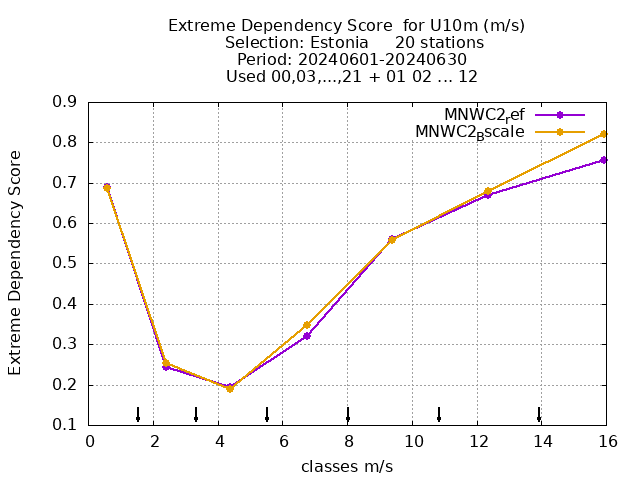 Extreme Dependency Score  for U10m (m/s)
Selection: Estonia     20 stations
Period: 20240601-20240630
Used 00,03,...,21 + 01 02 ... 12
MNWC2ref
MNWC2Bscale
Extreme Dependency Score
0.9
0.8
0.7
0.6
0.5
0.4
0.3
0.2
0.1
0 2 4 6 8 10 12 14 16
classes m/s